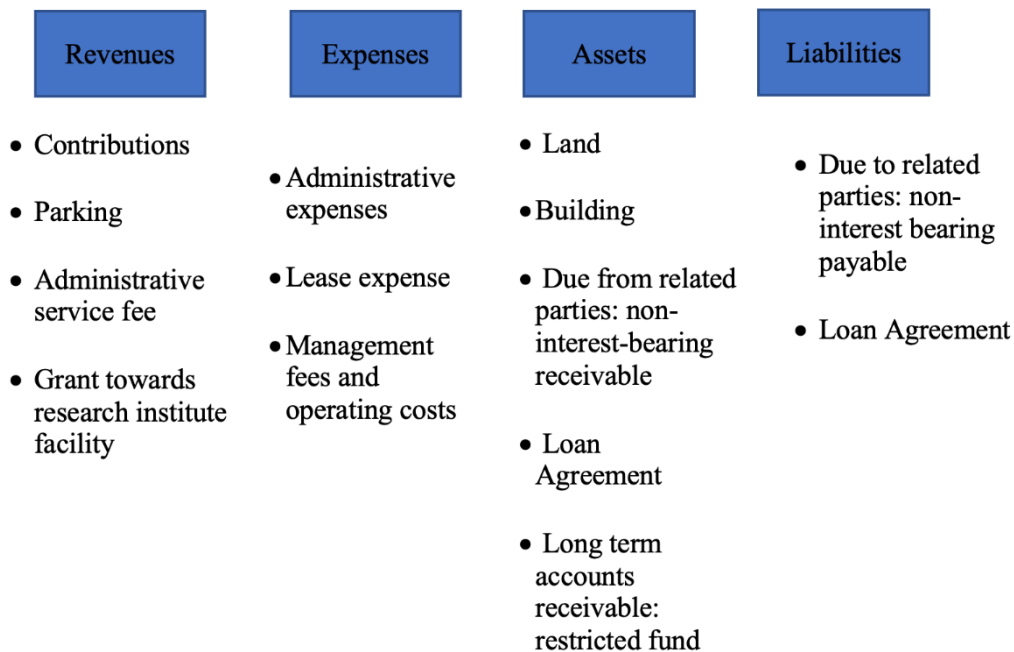 Revenues
• Contributions
• Parking
• Administrative
service fee
• Grant towards
research institute
facility
Expenses
• Administrative
expenses
• Lease expense
• Management
fees and
operating costs
Assets
• Land
• Building
• Due from related
parties: non-
interest-bearing
receivable
• Loan
Agreement
• Long term
accounts
receivable:
restricted fund
Liabilities
• Due to related
parties: non-
interest bearing
payable
• Loan Agreement